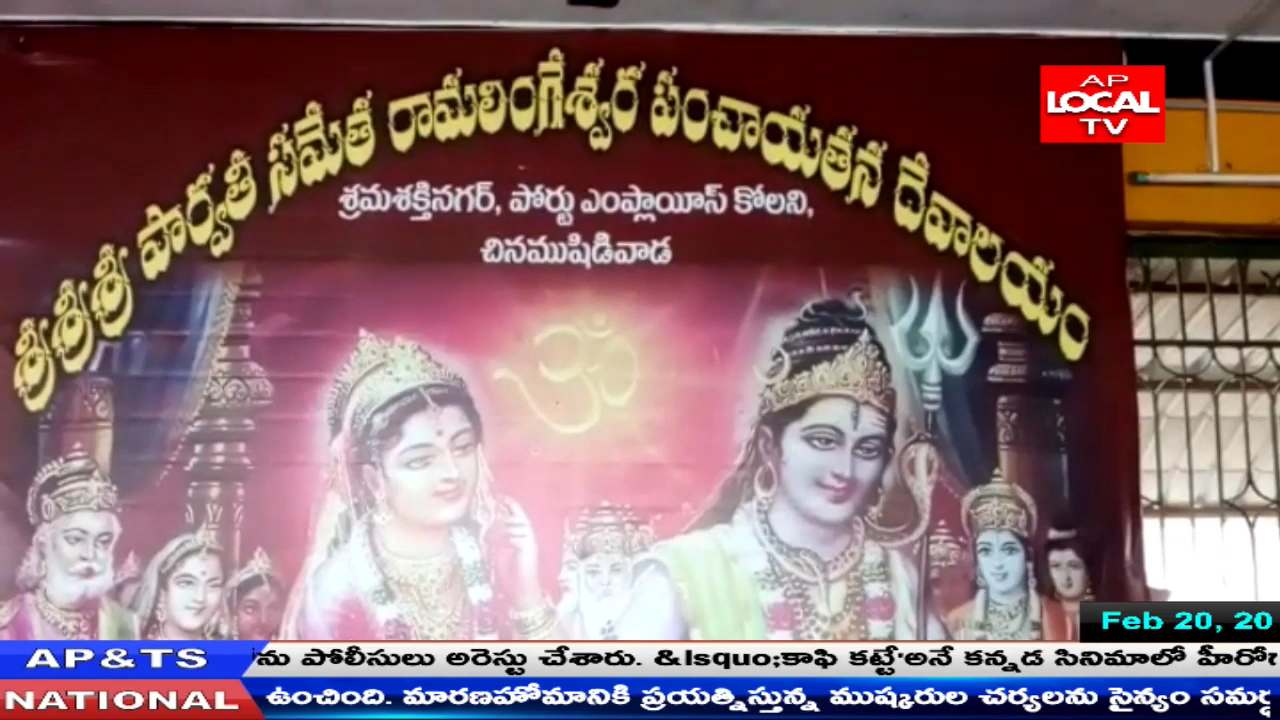 శ్రీశ్రీశ్రీ పార్వతీ సమేత రామలింగేశ్వర పంచాయతన దేవాలయం
AP
LOCAL
TV
శ్రమశక్తినగర్, పోర్టు ఎంప్లాయీస్ కోలని,
చినముషిడివాడ
ॐ
Feb 20, 20
AP&TS
ను పోలీసులు అరెస్టు చేశారు. &lsquo;కాఫి కట్టే'అనే కన్నడ సినిమాలో
NATIONAL
ఉంచింది. మారణహోమానికి ప్రయత్నిస్తున్న ముష్కరుల చర్యలను సైన్యం